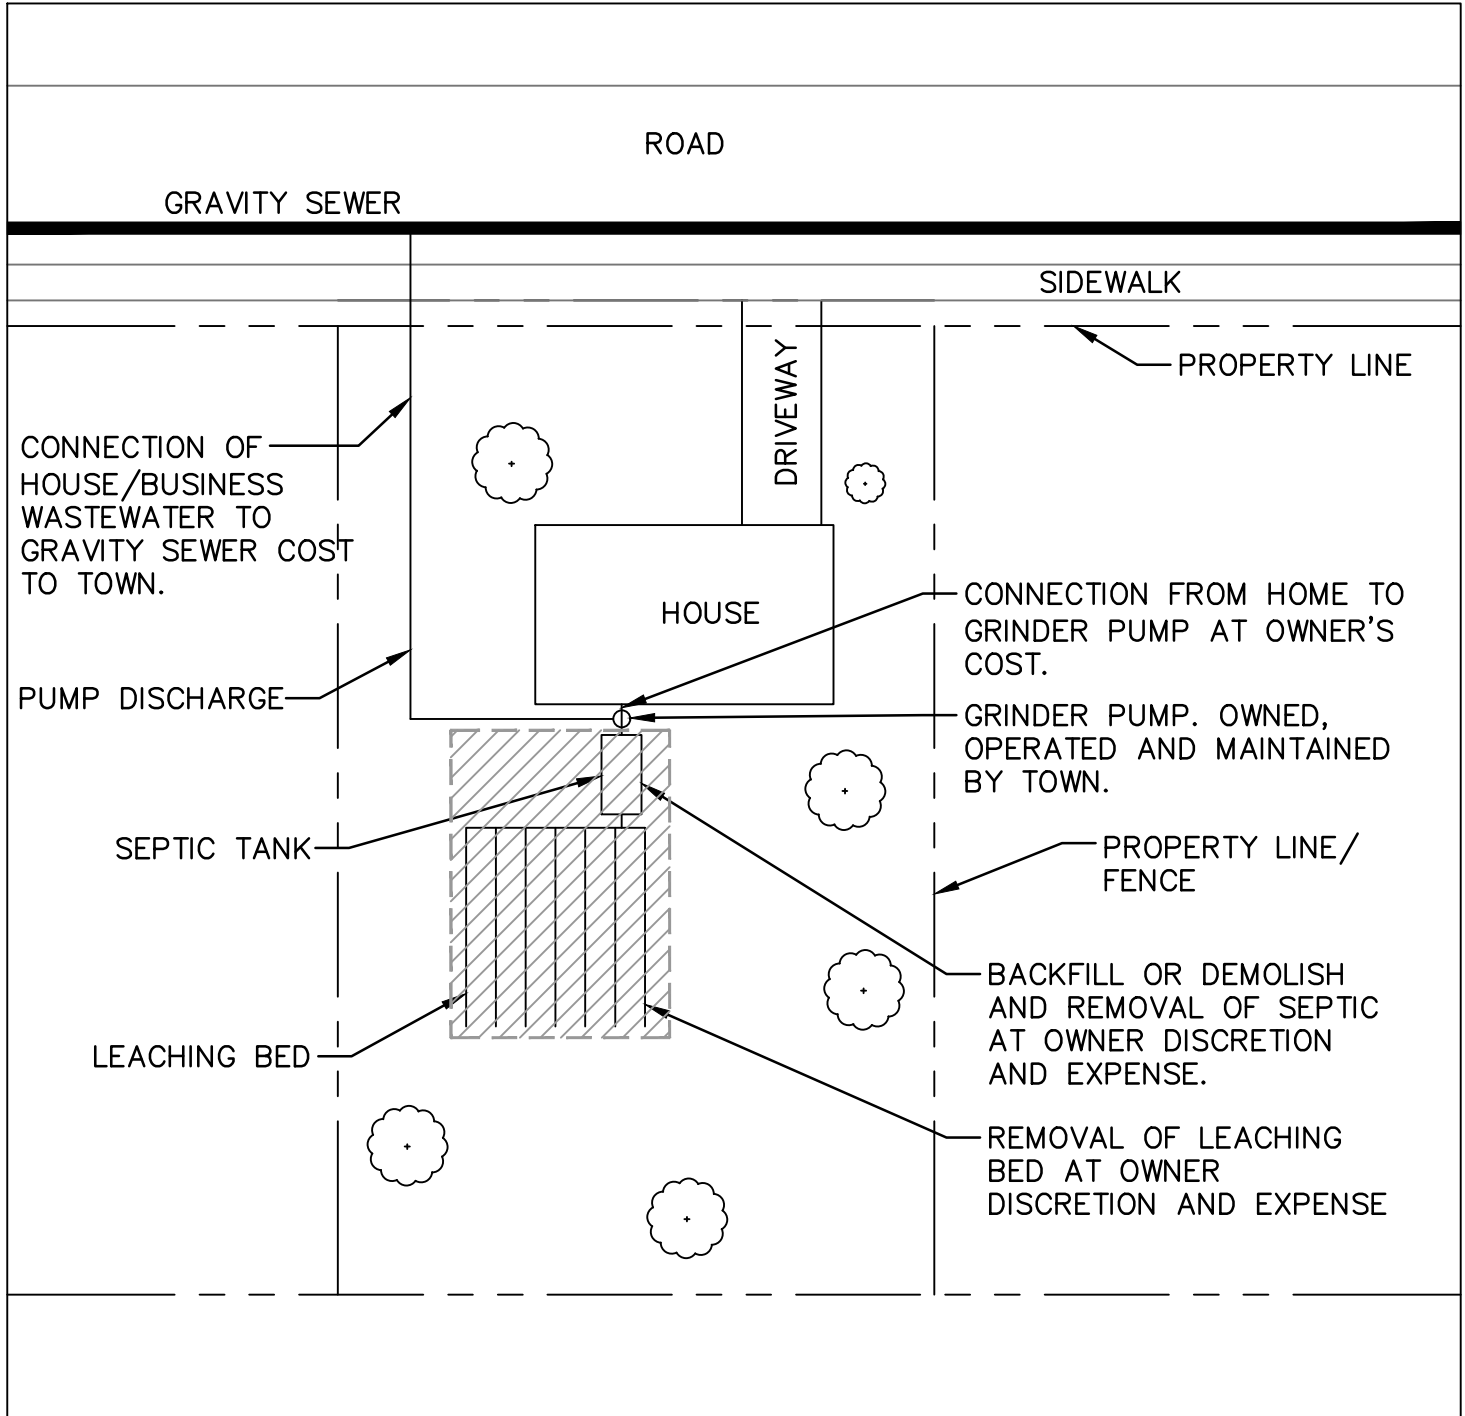 ROAD
GRAVITY SEWER
SIDEWALK
PROPERTY LINE
DRIVEWAY
CONNECTION OF
HOUSE/BUSINESS
WASTEWATER TO
GRAVITY SEWER COST
TO TOWN.
HOUSE
CONNECTION FROM HOME TO
GRINDER PUMP AT OWNER'S
COST.
PUMP DISCHARGE
GRINDER PUMP. OWNED,
OPERATED AND MAINTAINED
BY TOWN.
SEPTIC TANK
PROPERTY LINE/
FENCE
BACKFILL OR DEMOLISH
AND REMOVAL OF SEPTIC
AT OWNER DISCRETION
AND EXPENSE.
LEACHING BED
REMOVAL OF LEACHING
BED AT OWNER
DISCRETION AND EXPENSE